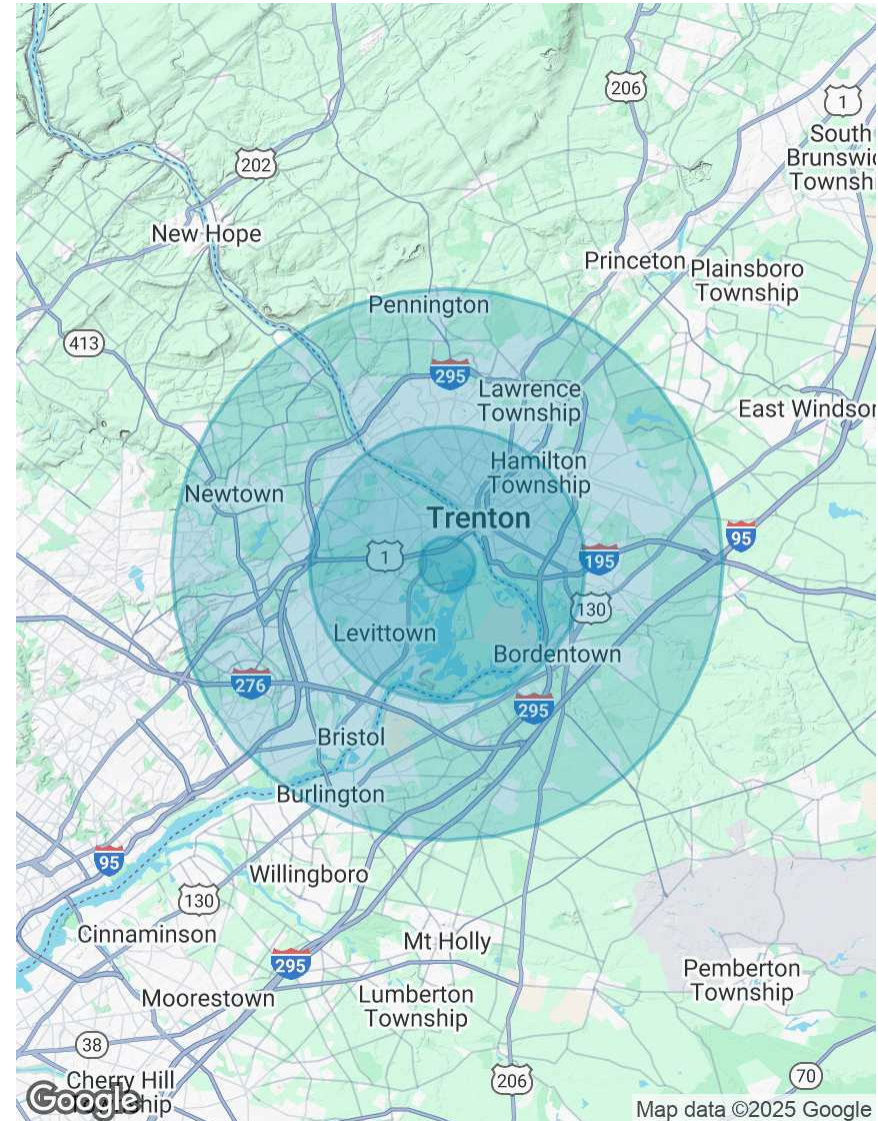 206
1
South
Brunswic
Townshi
202
New Hope
Princeton
Plainsboro
Township
Pennington
413
295
Lawrence
Township
East Windsor
Hamilton
Township
Newtown
Trenton
95
1
195
130
Levittown
Bordentown
276
295
Bristol
Burlington
95
Willingboro
130
Cinnaminson
Mt Holly
295
Pemberton
Township
Moorestown
Lumberton
Township
38
206
70
Cherry Hill
Township
Google
Map data ©2025 Google